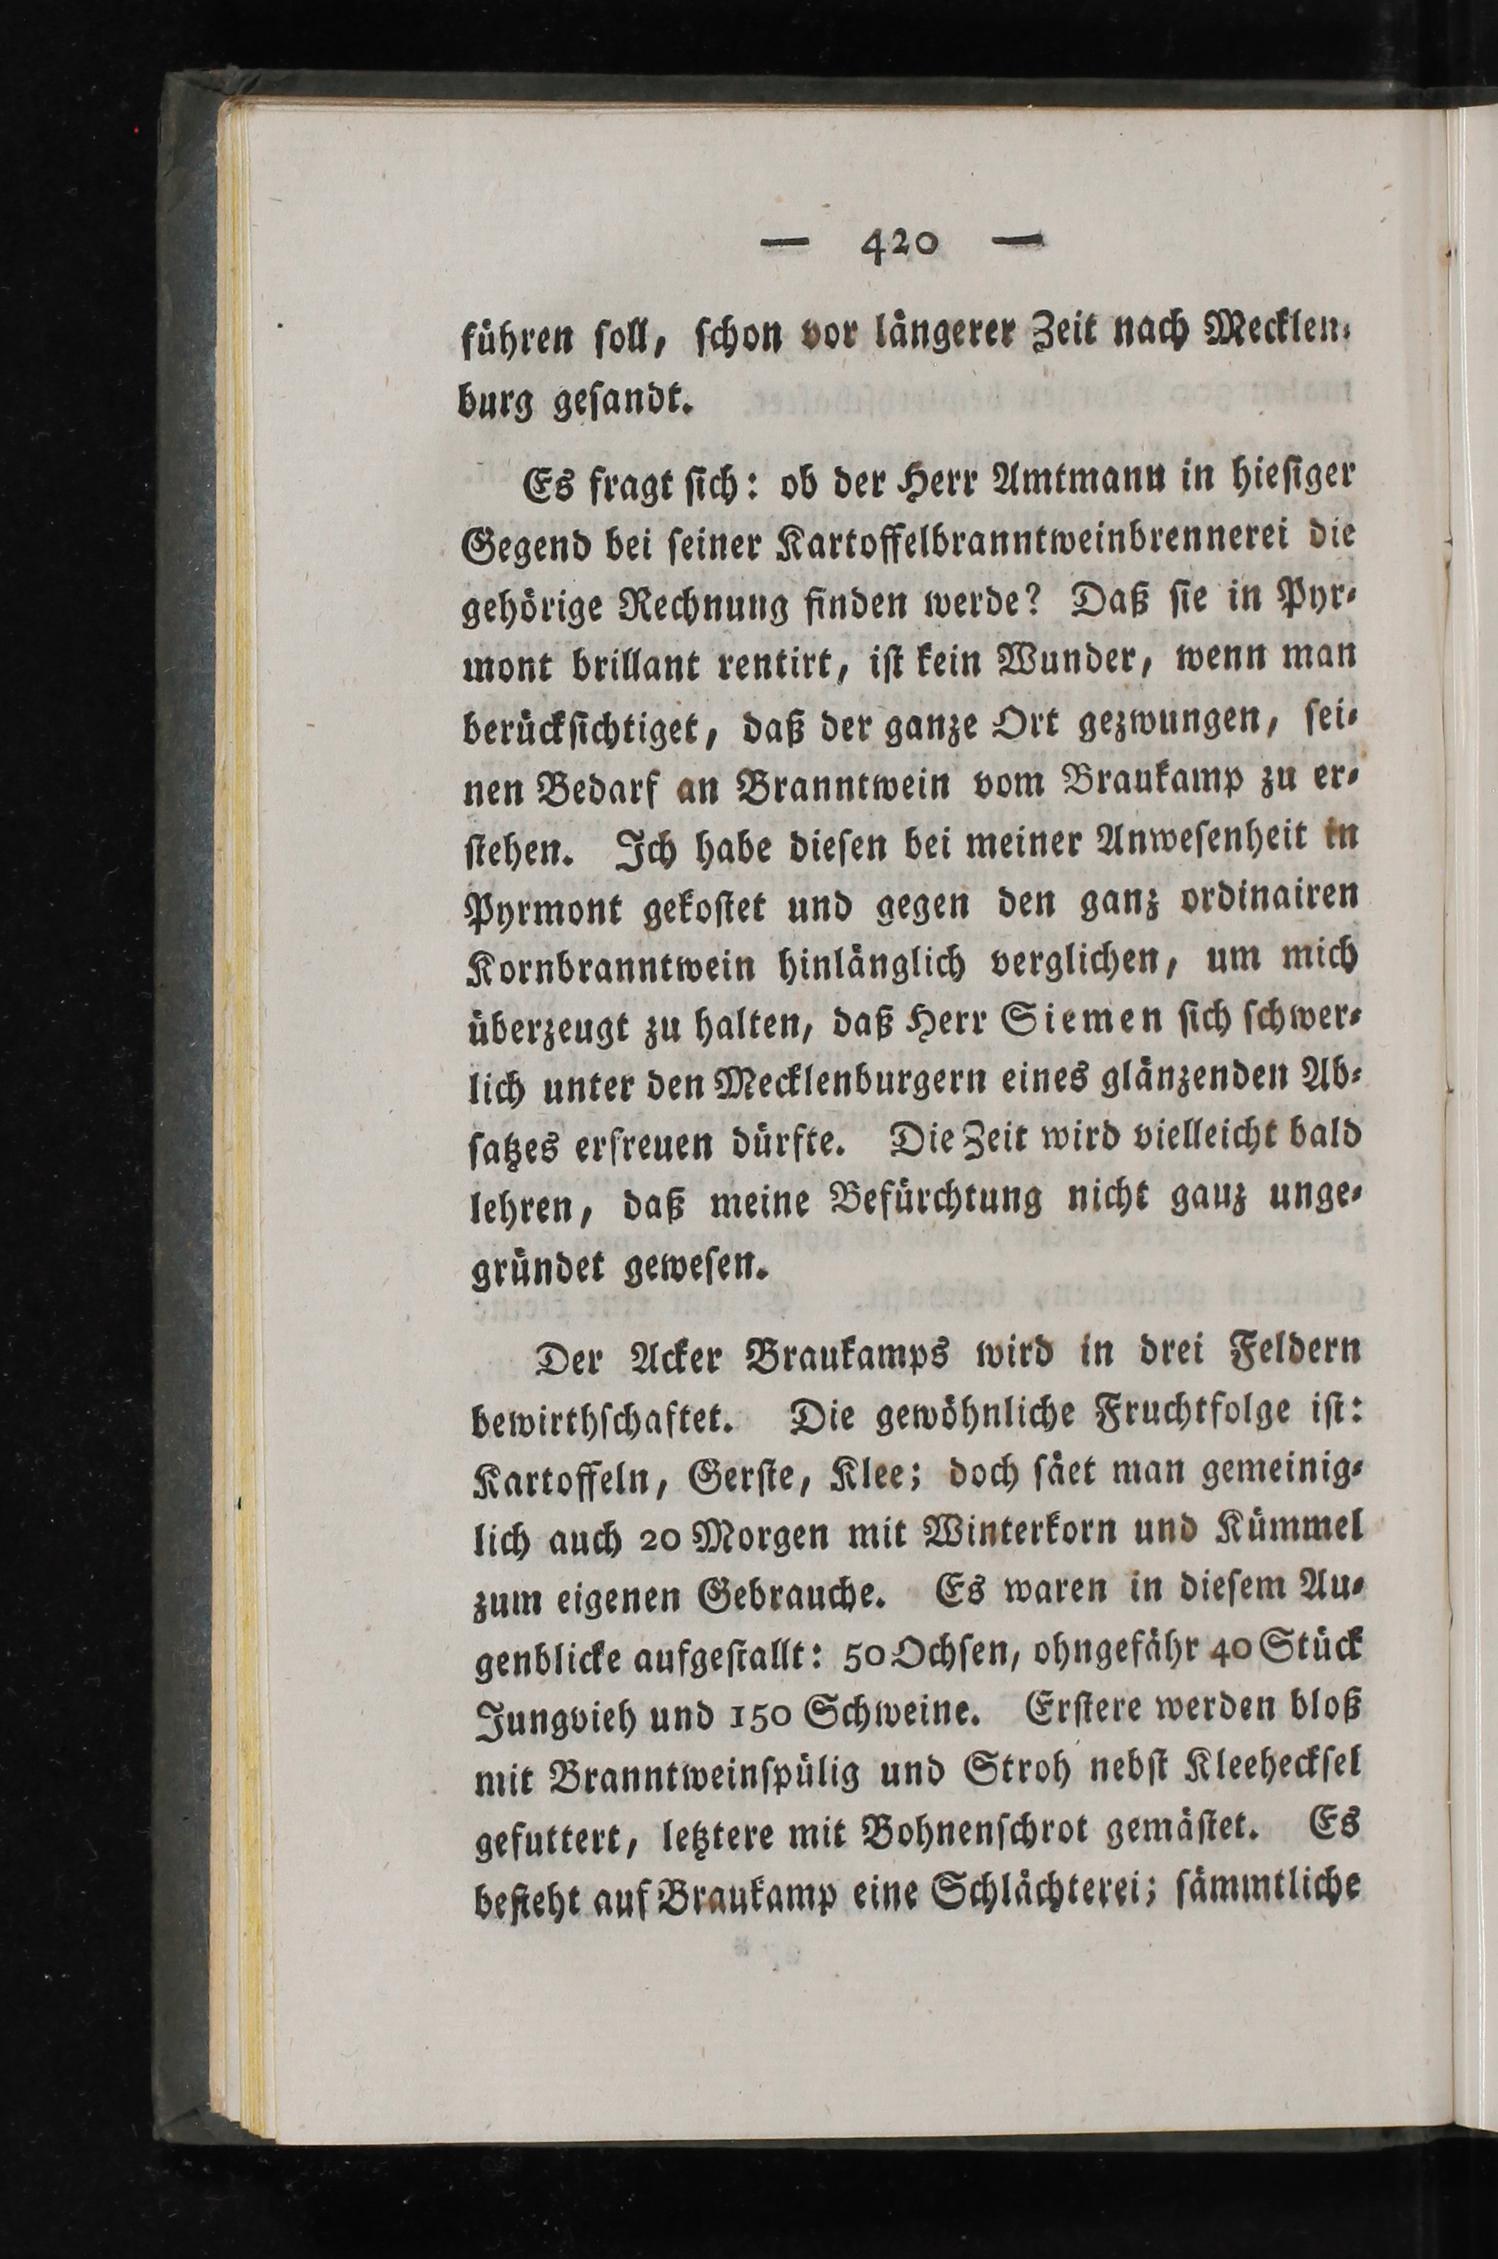 — 420 —
führen soll, schon vor längerer Zeit nach Mecklen-
burg gesandt.
Es fragt sich: ob der Herr Amtmann in hiesiger
Gegend bei seiner Kartoffelbranntweinbrennerei die
gehörige Rechnung finden werde? Daß sie in Pyr-
mont brillant rentirt, ist kein Wunder, wenn man
berücksichtiget, daß der ganze Ort gezwungen, sei-
nen Bedarf an Branntwein vom Braukamp zu er-
stehen. Ich habe diesen bei meiner Anwesenheit in
Pyrmont gekostet und gegen den ganz ordinairen
Kornbranntwein hinlänglich verglichen, um mich
überzeugt zu halten, daß Herr Siemen sich schwer-
lich unter den Mecklenburgern eines glänzenden Ab-
satzes erfreuen dürfte. Die Zeit wird vielleicht bald
lehren, daß meine Befürchtung nicht gauz unge-
gründet gewesen.
Der Acker Braukamps wird in drei Feldern
bewirthschaftet. Die gewöhnliche Fruchtfolge ist:
Kartoffeln, Gerste, Klee; doch säet man gemeinig-
lich auch 20 Morgen mit Winterkorn und Kümmel
zum eigenen Gebrauche. Es waren in diesem Au-
genblicke aufgestallt: 50 Ochsen, ohngefähr 40 Stück
Jungvieh und 150 Schweine. Erstere werden bloß
mit Branntweinspülig und Stroh nebst Kleehecksel
gefuttert, letztere mit Bohnenschrot gemästet. Es
besteht auf Braukamp eine Schlächterei; sämmtliche